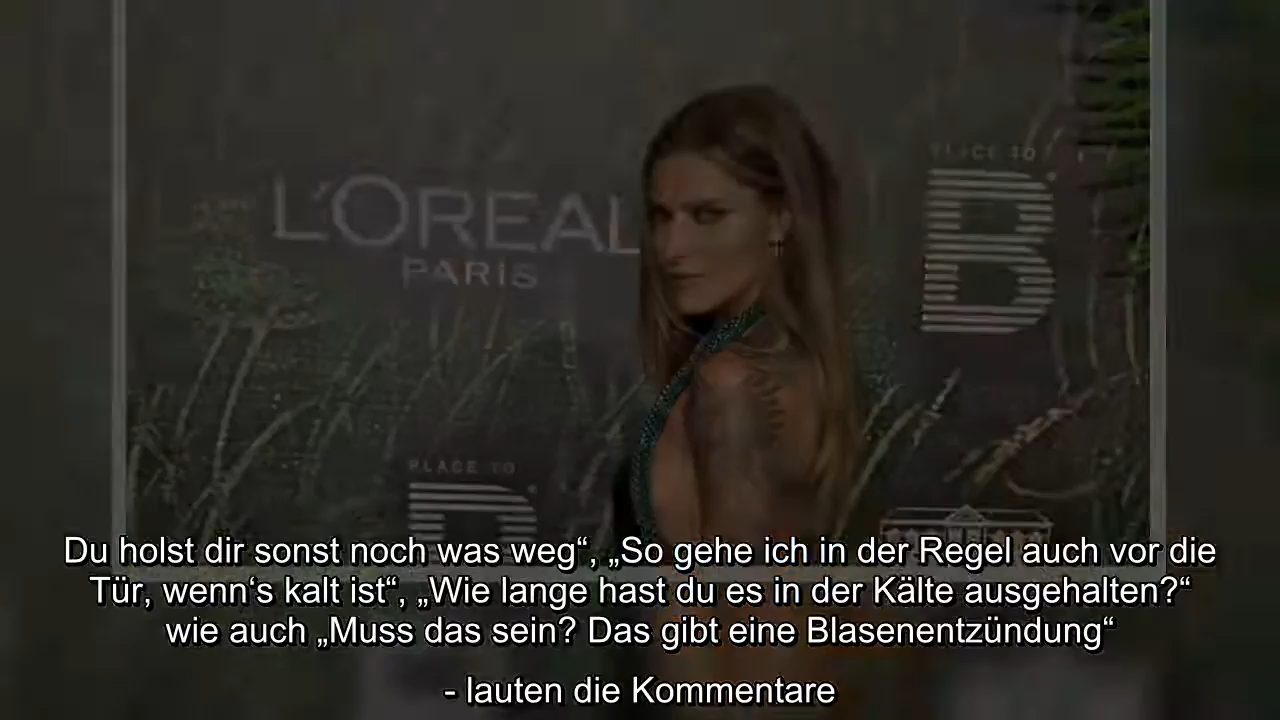 L'ORÉAL
PARIS
PLACE TO
B
PLACE TO
B
Du holst dir sonst noch was weg“, „So gehe ich in der Regel auch vor die
Tür, wenn‘s kalt ist“, „Wie lange hast du es in der Kälte ausgehalten?“
wie auch „Muss das sein? Das gibt eine Blasenentzündung“
- lauten die Kommentare